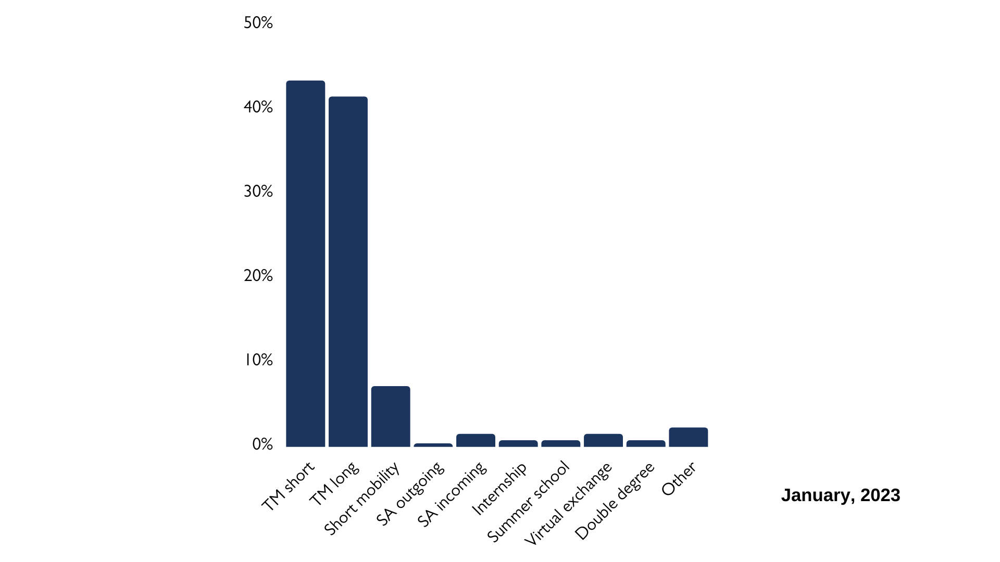 50%
40%
30%
20%
10%
0%
TM short
TM long
Short mobility
SA outgoing
SA incoming
Internship
Summer school
Virtual exchange
Double degree
Other
January, 2023